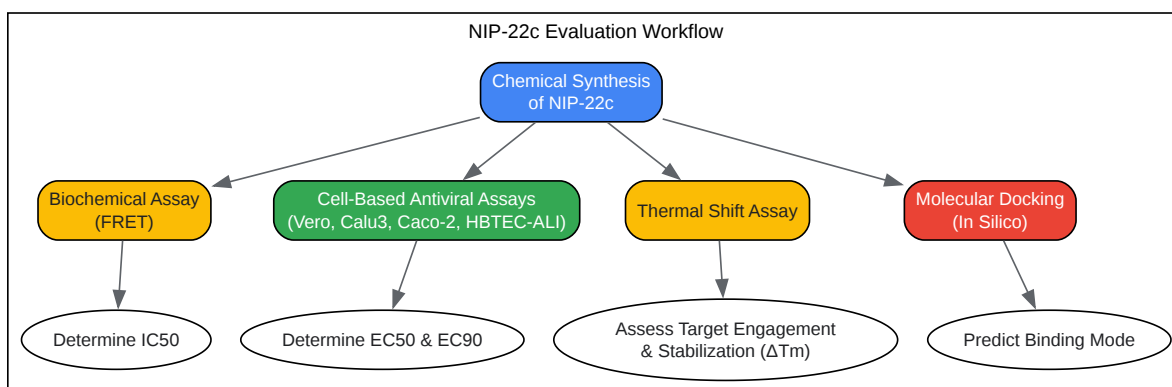 NIP-22c Evaluation Workflow
Chemical Synthesis
of NIP-22c
Biochemical Assay
(FRET)
Cell-Based Antiviral Assays
(Vero, Calu3, Caco-2, HBTEC-ALI)
Thermal Shift Assay
Molecular Docking
(In Silico)
Determine IC50
Determine EC50 & EC90
Assess Target Engagement
& Stabilization (ΔTm)
Predict Binding Mode